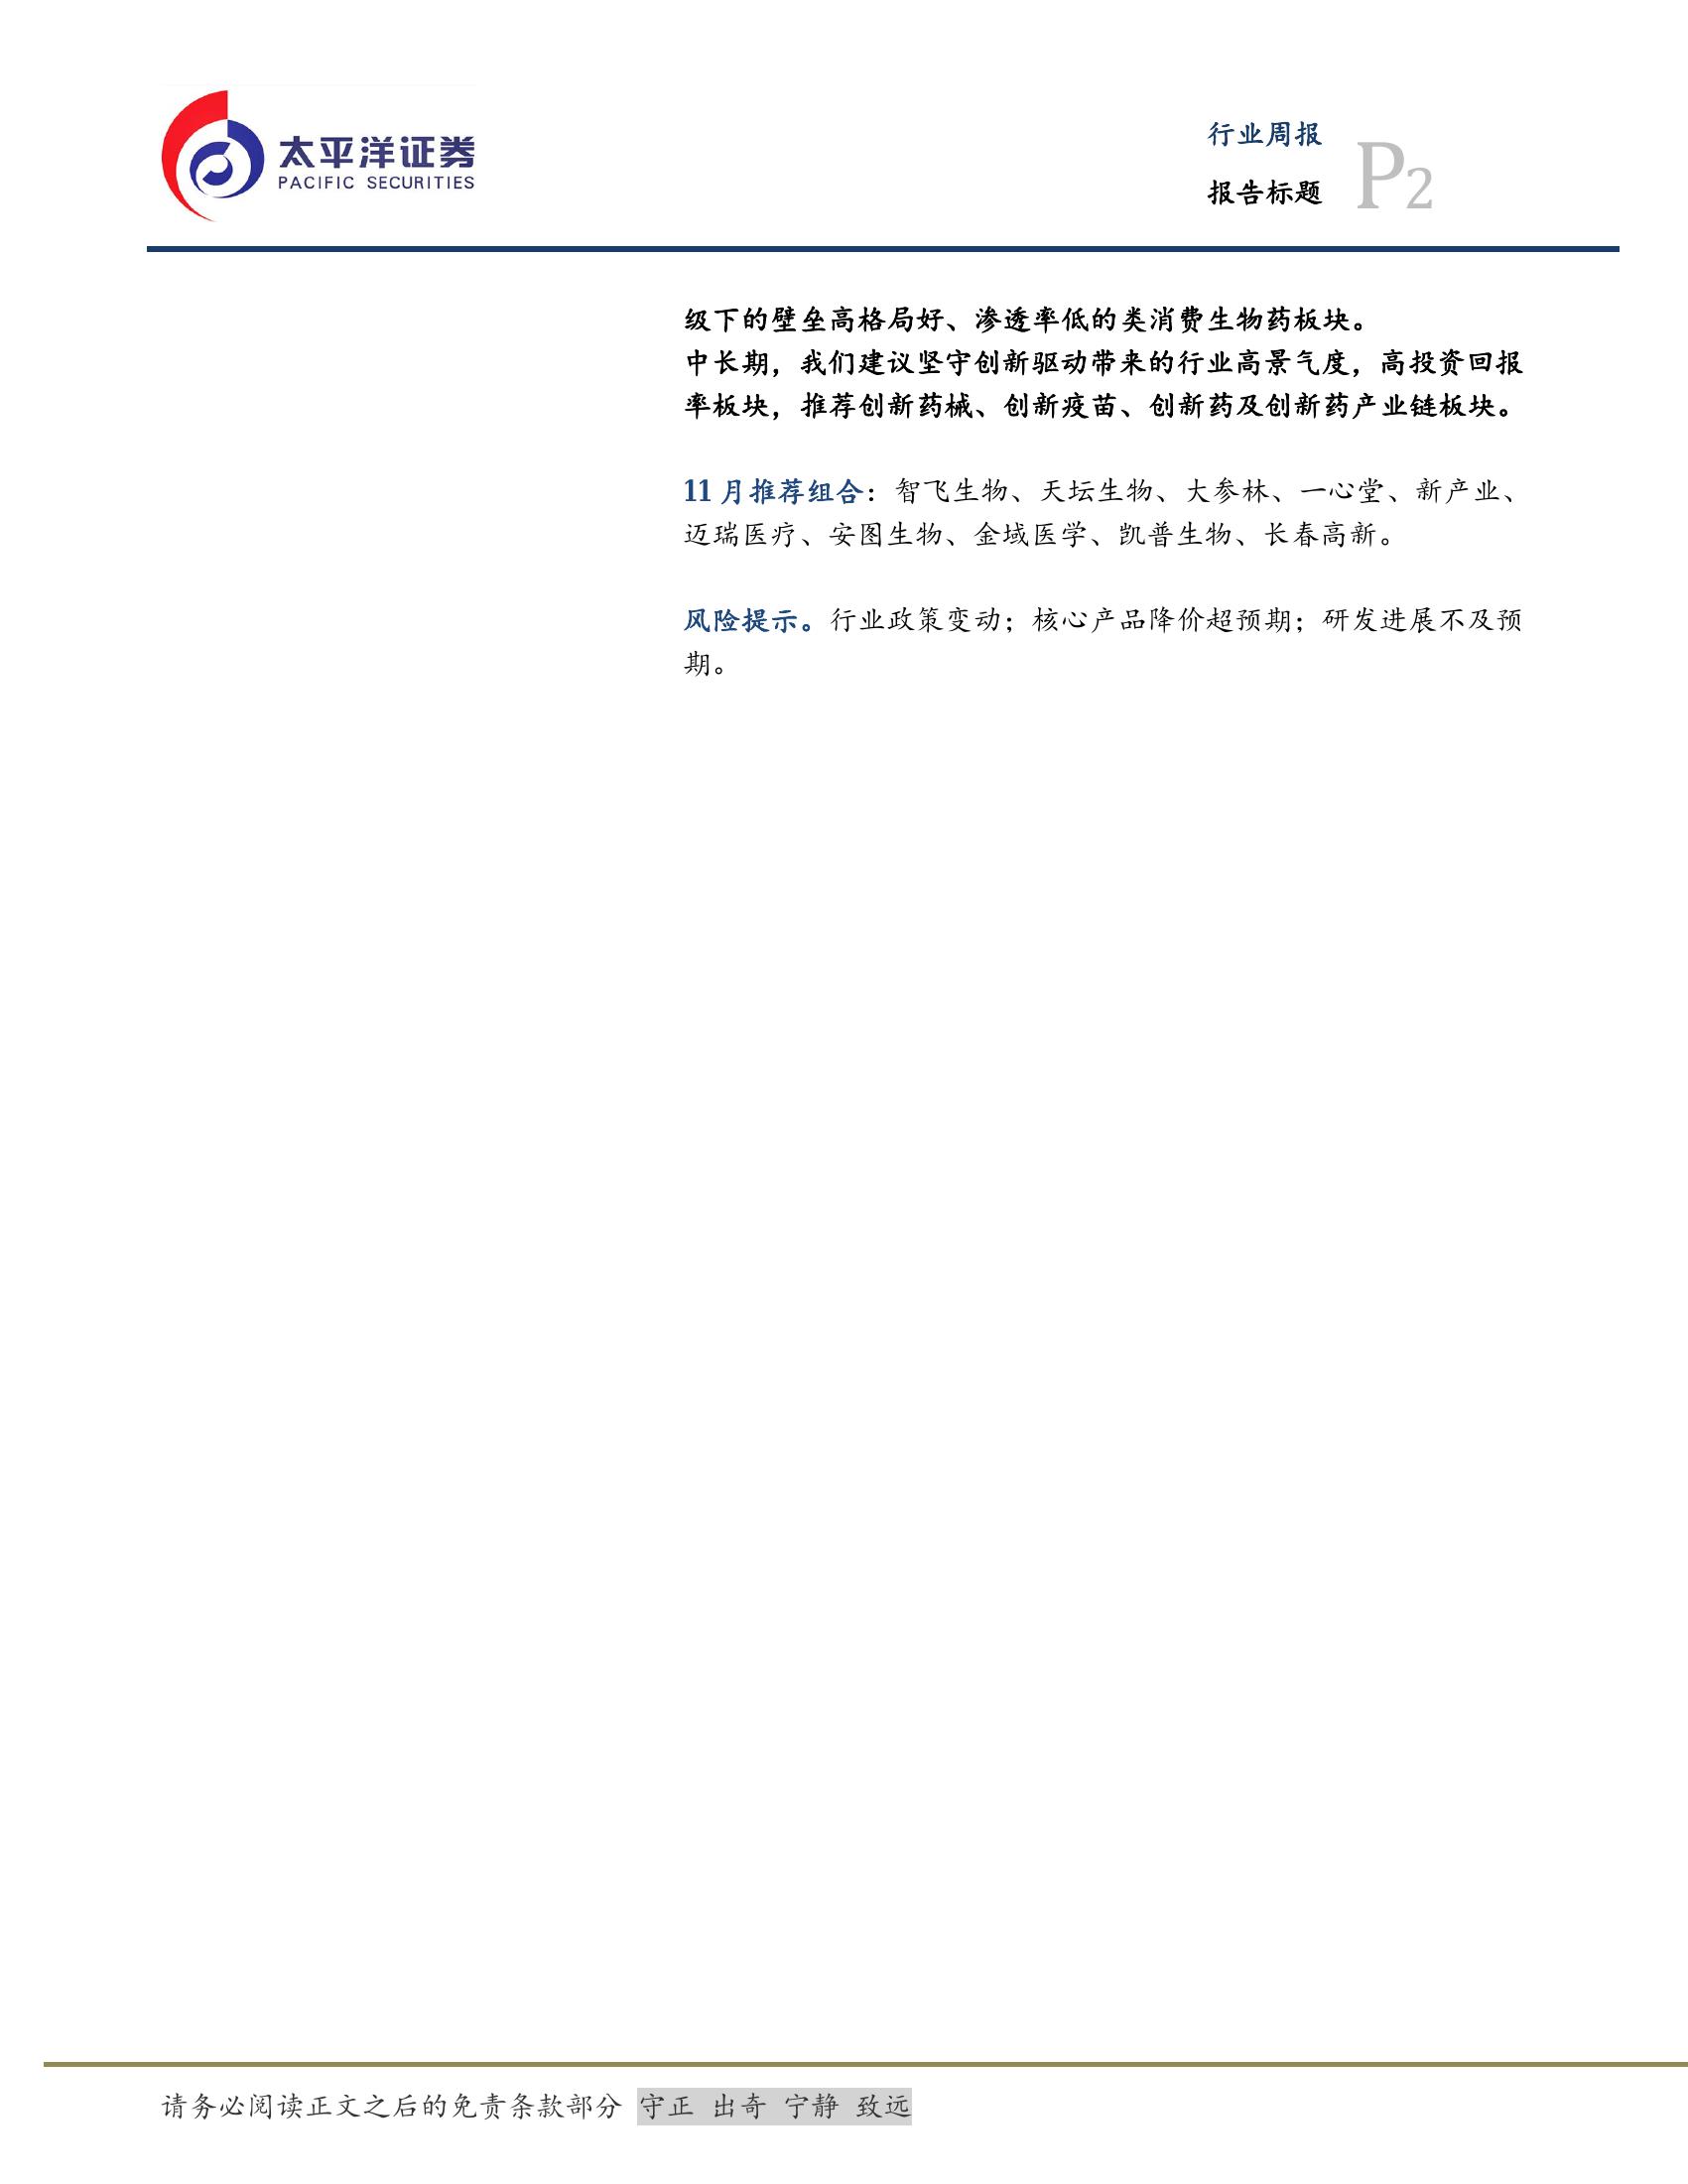 太平洋证券
PACIFIC SECURITIES
行业周报
报告标题
P2
级下的壁垒高格局好、渗透率低的类消费生物药板块。
中长期，我们建议坚守创新驱动带来的行业高景气度，高投资回报
率板块，推荐创新药械、创新疫苗、创新药及创新药产业链板块。
11 月推荐组合：智飞生物、天坛生物、大参林、一心堂、新产业、
迈瑞医疗、安图生物、金域医学、凯普生物、长春高新。
风险提示。行业政策变动；核心产品降价超预期；研发进展不及预
期。
请务必阅读正文之后的免责条款部分 守正 出奇 宁静 致远